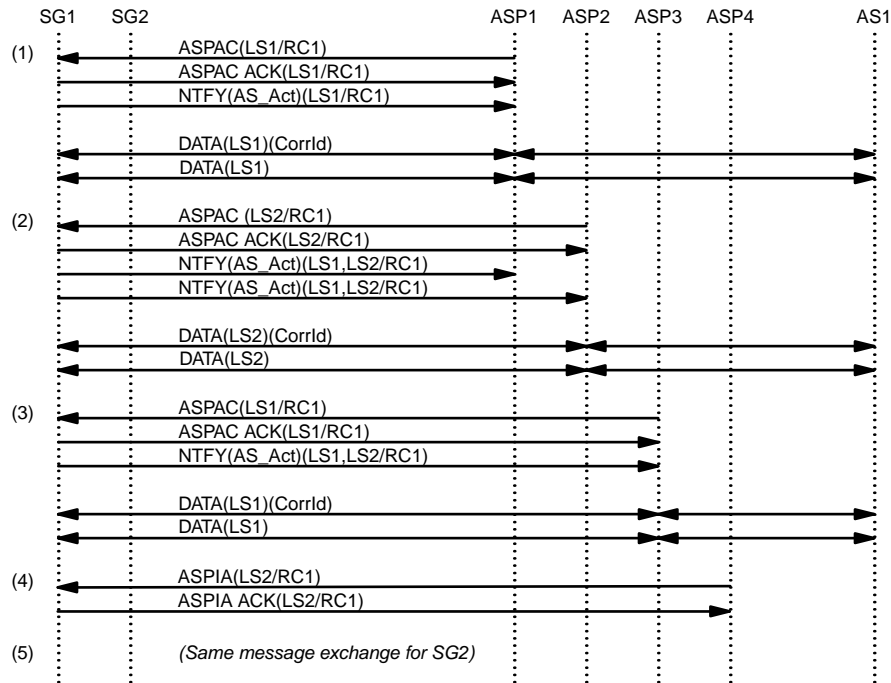 SG1 SG2 ASP1 ASP2 ASP3 ASP4 AS1
(1) ASPAC(LS1/RC1)
ASPAC ACK(LS1/RC1)
NTFY(AS_Act)(LS1/RC1)
DATA(LS1)(CorrId)
DATA(LS1)
(2) ASPAC (LS2/RC1)
ASPAC ACK(LS2/RC1)
NTFY(AS_Act)(LS1,LS2/RC1)
NTFY(AS_Act)(LS1,LS2/RC1)
DATA(LS2)(CorrId)
DATA(LS2)
(3) ASPAC(LS1/RC1)
ASPAC ACK(LS1/RC1)
NTFY(AS_Act)(LS1,LS2/RC1)
DATA(LS1)(CorrId)
DATA(LS1)
(4) ASPIA(LS2/RC1)
ASPIA ACK(LS2/RC1)
(5) (Same message exchange for SG2)